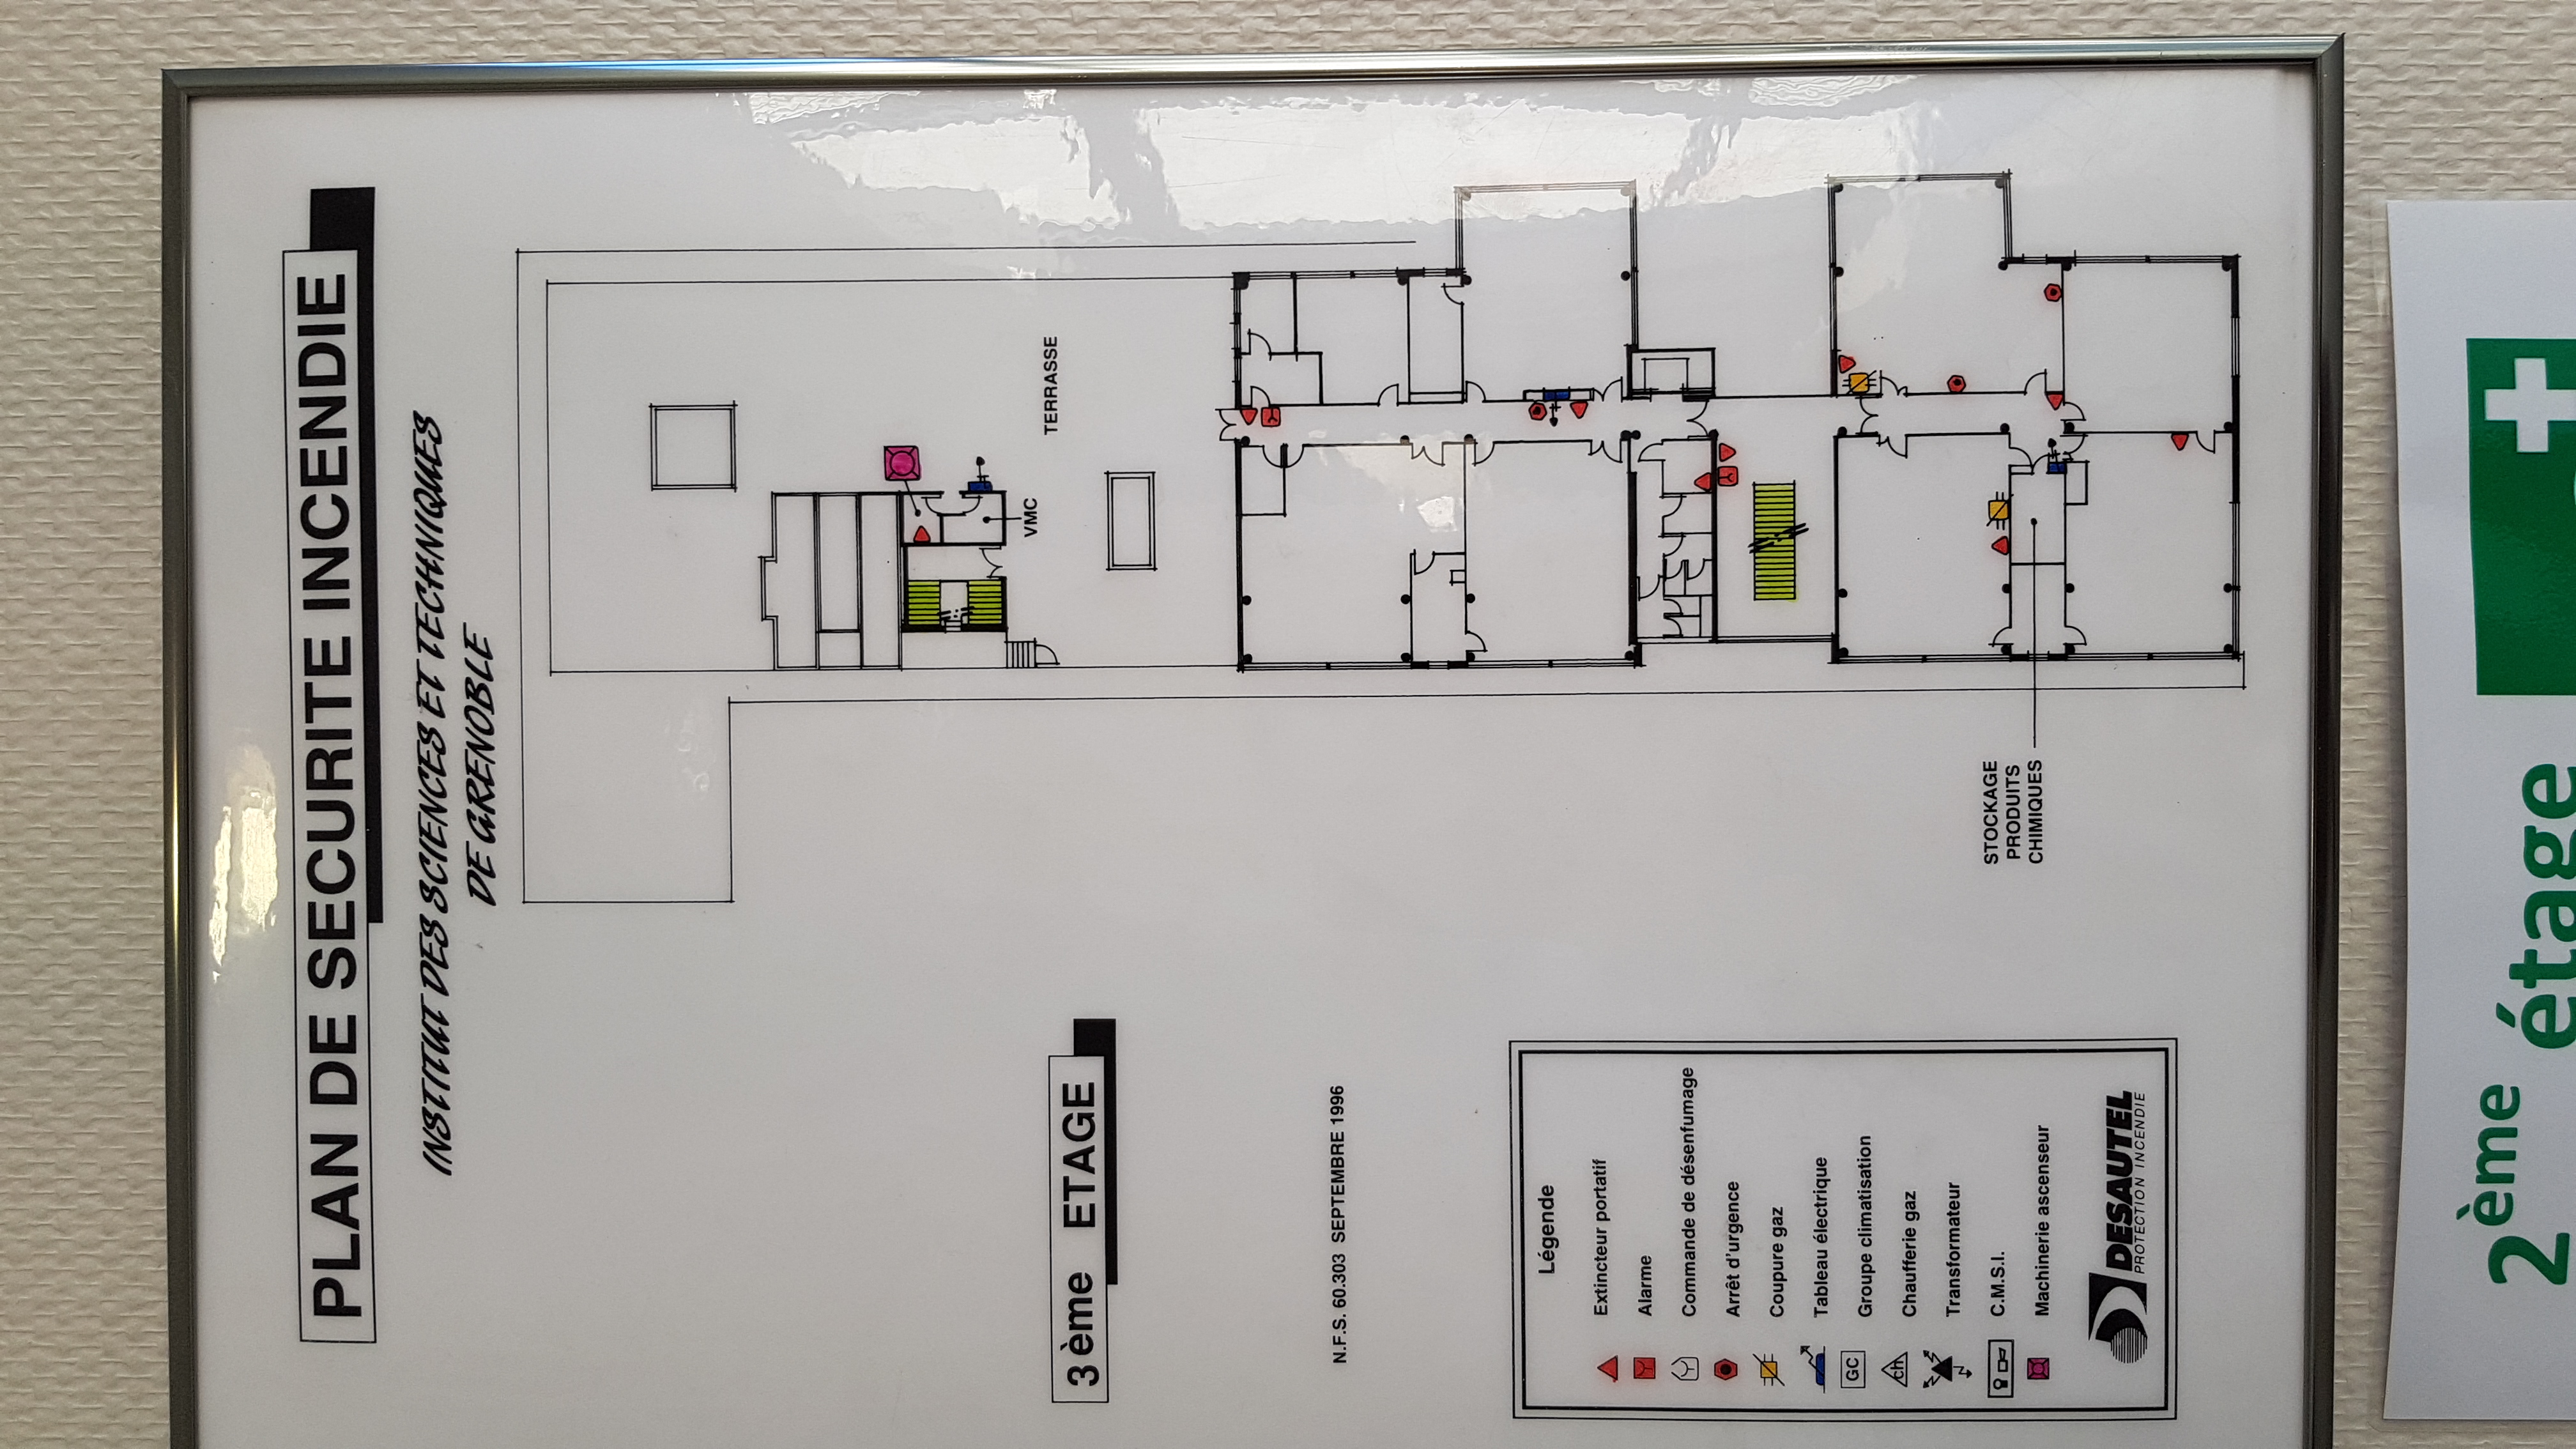 PLAN DE SECURITE INCENDIE
INSTITUT DES SCIENCES ET TECHNIQUES
DE GRENOBLE
VMC
TERRASSE
3ème ETAGE
N.F.S. 60.303 SEPTEMBRE 1996
Légende
Extincteur portatif
Alarme
Commande de désenfumage
Arrêt d'urgence
Coupure gaz
Tableau électrique
GC Groupe climatisation
ch Chaufferie gaz
Transformateur
C.M.S.I.
Machinerie ascenseur
DESAUTEL
PROTECTION INCENDIE
STOCKAGE
PRODUITS
CHIMIQUES
2ème étage